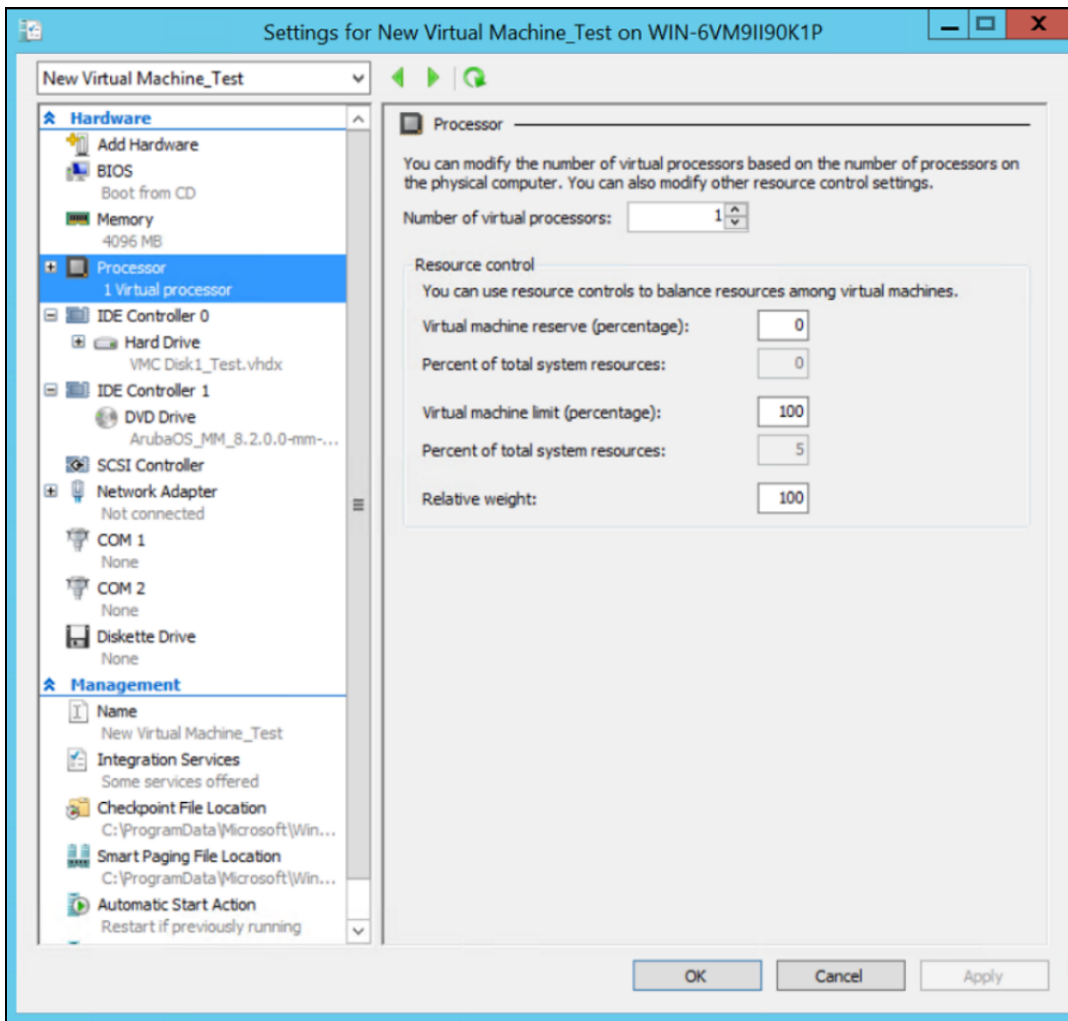 Settings for New Virtual Machine_Test on WIN-6VM9II90K1P
New Virtual Machine_Test
Hardware
Add Hardware
BIOS
Boot from CD
Memory
4096 MB
Processor
1 Virtual processor
IDE Controller 0
Hard Drive
VMC Disk1_Test.vhdx
IDE Controller 1
DVD Drive
ArubaOS_MM_8.2.0.0-mm-...
SCSI Controller
Network Adapter
Not connected
COM 1
None
COM 2
None
Diskette Drive
None
Management
Name
New Virtual Machine_Test
Integration Services
Some services offered
Checkpoint File Location
C:\ProgramData\Microsoft\Win...
Smart Paging File Location
C:\ProgramData\Microsoft\Win...
Automatic Start Action
Restart if previously running
Processor
You can modify the number of virtual processors based on the number of processors on
the physical computer. You can also modify other resource control settings.
Number of virtual processors: 1
Resource control
You can use resource controls to balance resources among virtual machines.
Virtual machine reserve (percentage): 0
Percent of total system resources: 0
Virtual machine limit (percentage): 100
Percent of total system resources: 5
Relative weight: 100
OK Cancel Apply